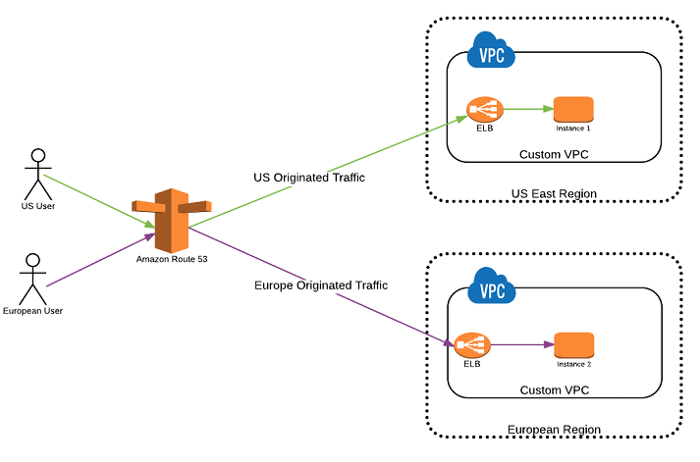 VPC
ELB
Instance 1
Custom VPC
US East Region
US Originated Traffic
US User
Amazon Route 53
European User
Europe Originated Traffic
VPC
ELB
Instance 2
Custom VPC
European Region